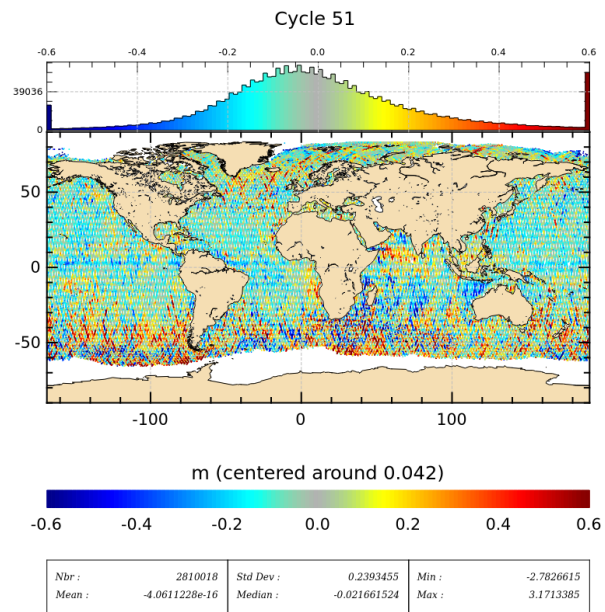 Cycle 51
-0.6 -0.4 -0.2 0.0 0.2 0.4 0.6
39036
0
50
0
-50
-100 0 100
m (centered around 0.042)
-0.6 -0.4 -0.2 0.0 0.2 0.4 0.6
Nbr : 2810018 Std Dev : 0.2393455 Min : -2.7826615
Mean : -4.0611228e-16 Median : -0.021661524 Max : 3.1713385